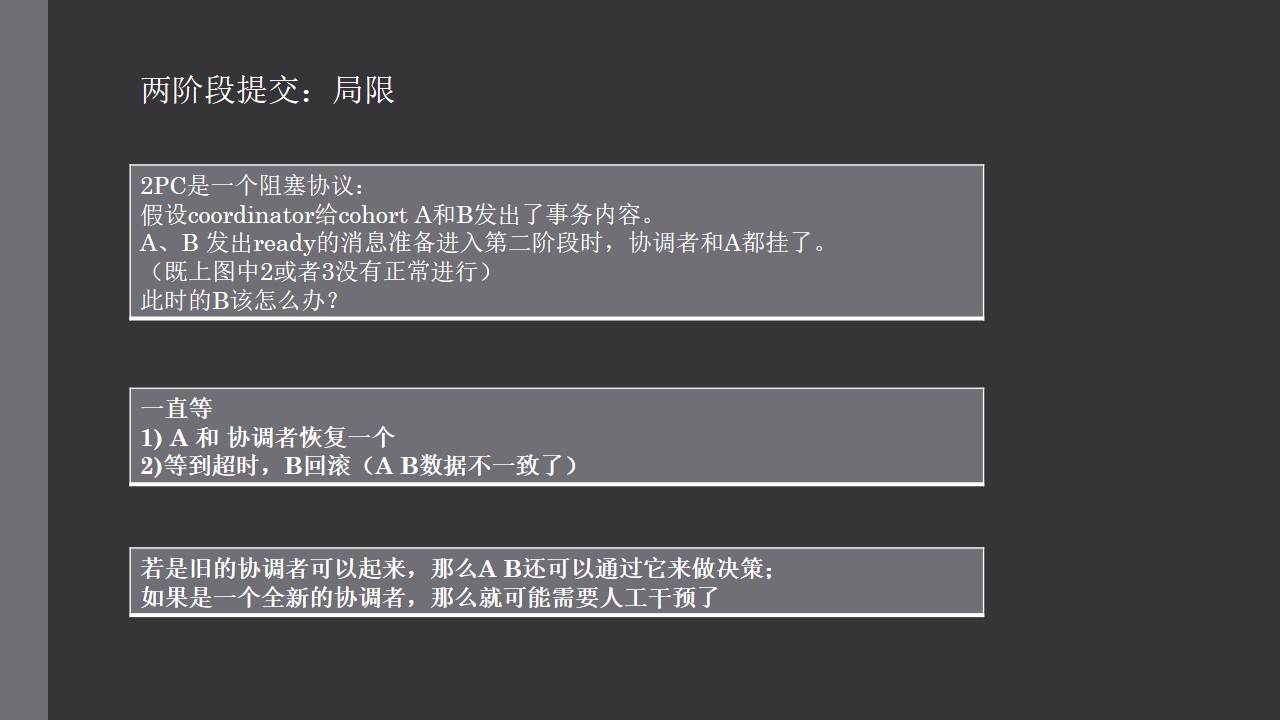 两阶段提交：局限
2PC是一个阻塞协议：
假设coordinator给cohort A和B发出了事务内容。
A、B 发出ready的消息准备进入第二阶段时，协调者和A都挂了。
（既上图中2或者3没有正常进行）
此时的B该怎么办？
一直等
1) A 和 协调者恢复一个
2)等到超时，B回滚（A B数据不一致了）
若是旧的协调者可以起来，那么A B还可以通过它来做决策；
如果是一个全新的协调者，那么就可能需要人工干预了